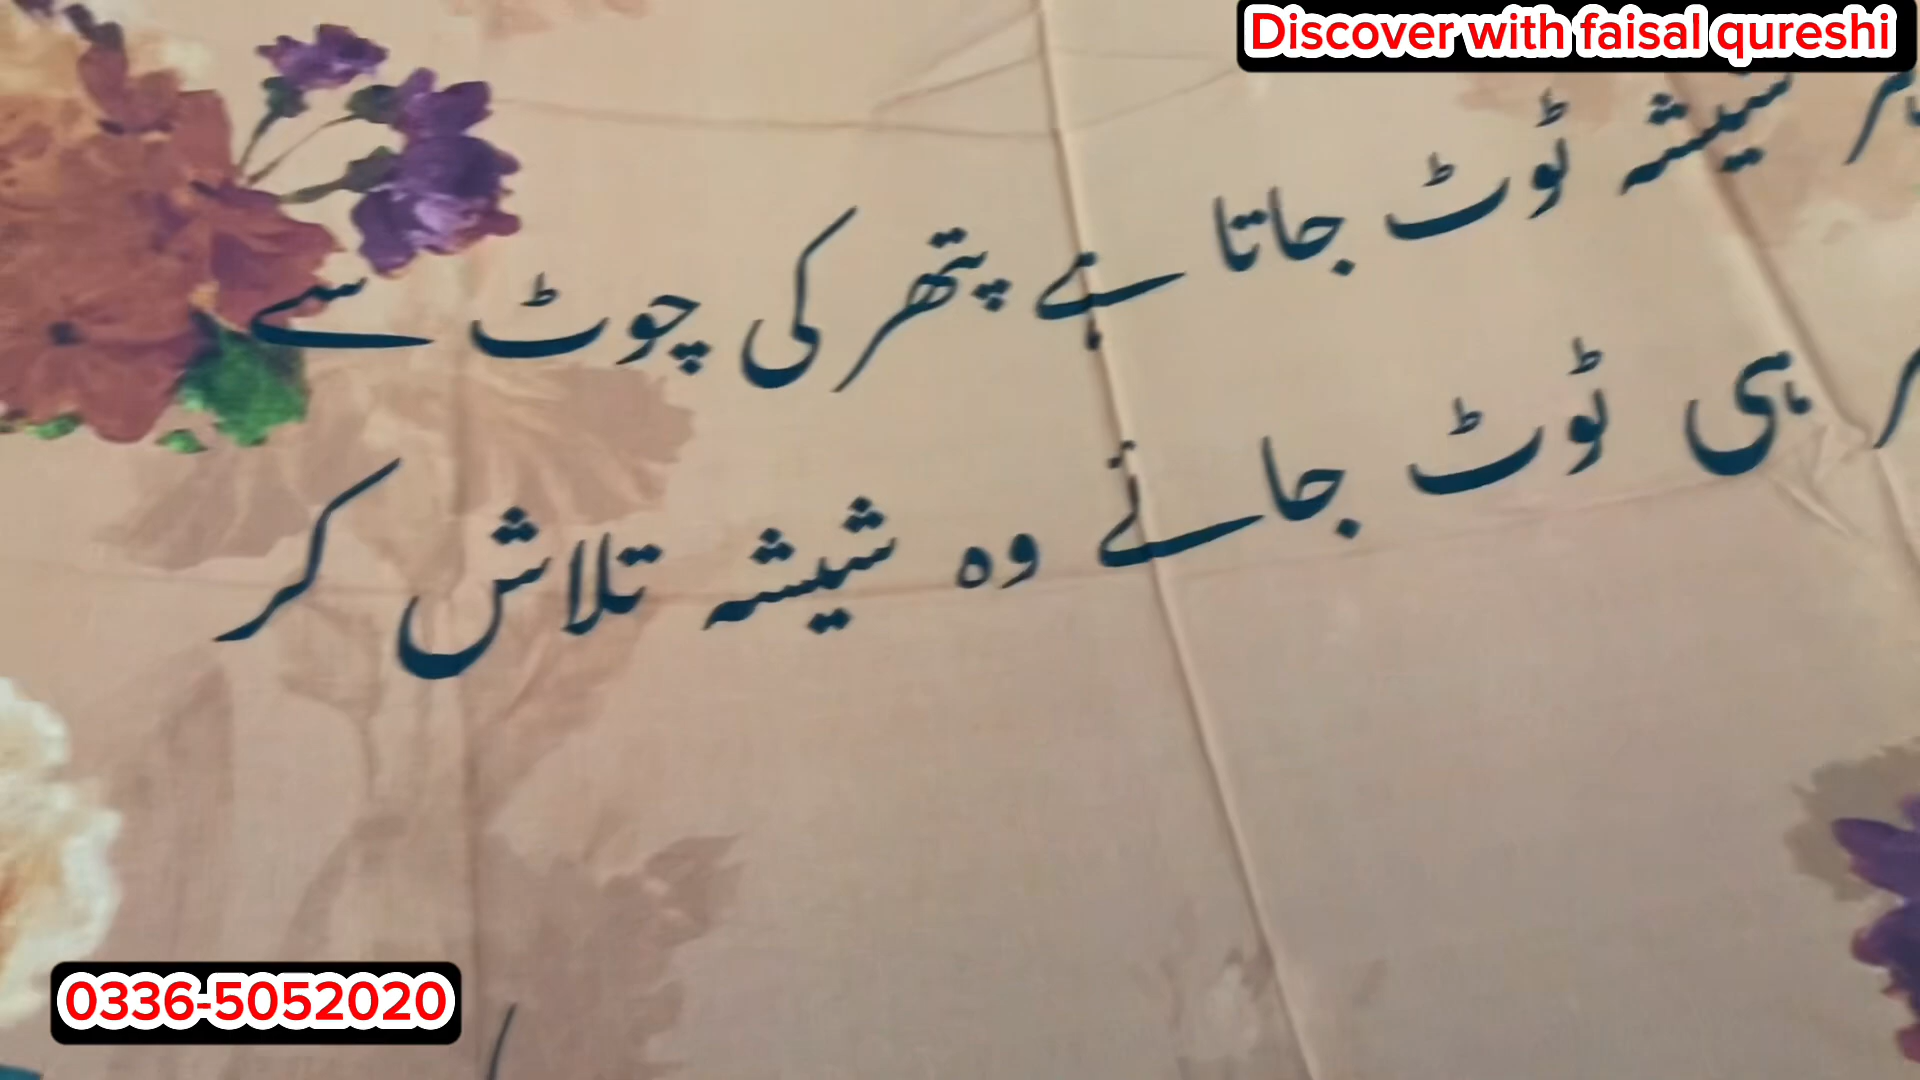 Discover with faisal qureshi
شیشہ ٹوٹ جاتا ہے پتھر کی چوٹ سے
ہی ٹوٹ جائے وہ شیشہ تلاش کر
0336-5052020